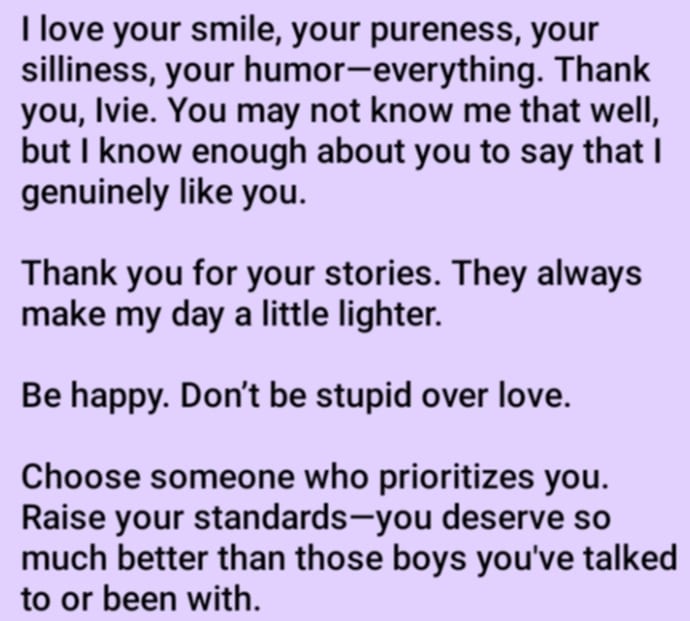 I love your smile, your pureness, your
silliness, your humor—everything. Thank
you, Ivie. You may not know me that well,
but I know enough about you to say that I
genuinely like you.
Thank you for your stories. They always
make my day a little lighter.
Be happy. Don’t be stupid over love.
Choose someone who prioritizes you.
Raise your standards—you deserve so
much better than those boys you've talked
to or been with.